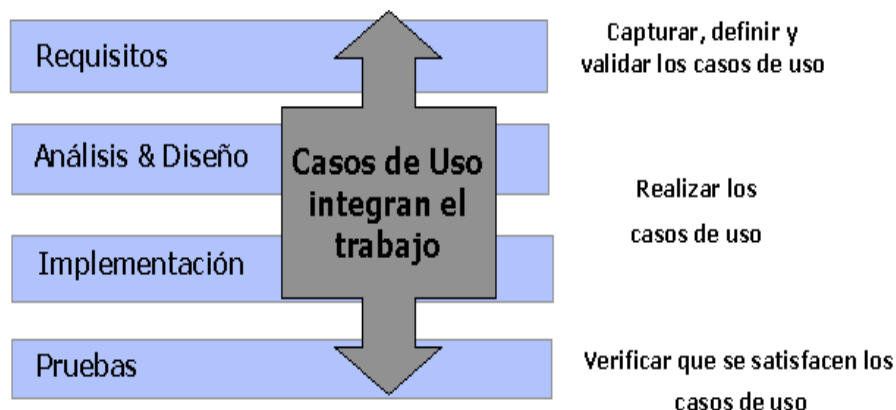 Requisitos
Capturar, definir y
validar los casos de uso
Análisis & Diseño
Casos de Uso
integran el
trabajo
Realizar los
casos de uso
Implementación
Pruebas
Verificar que se satisfacen los
casos de uso